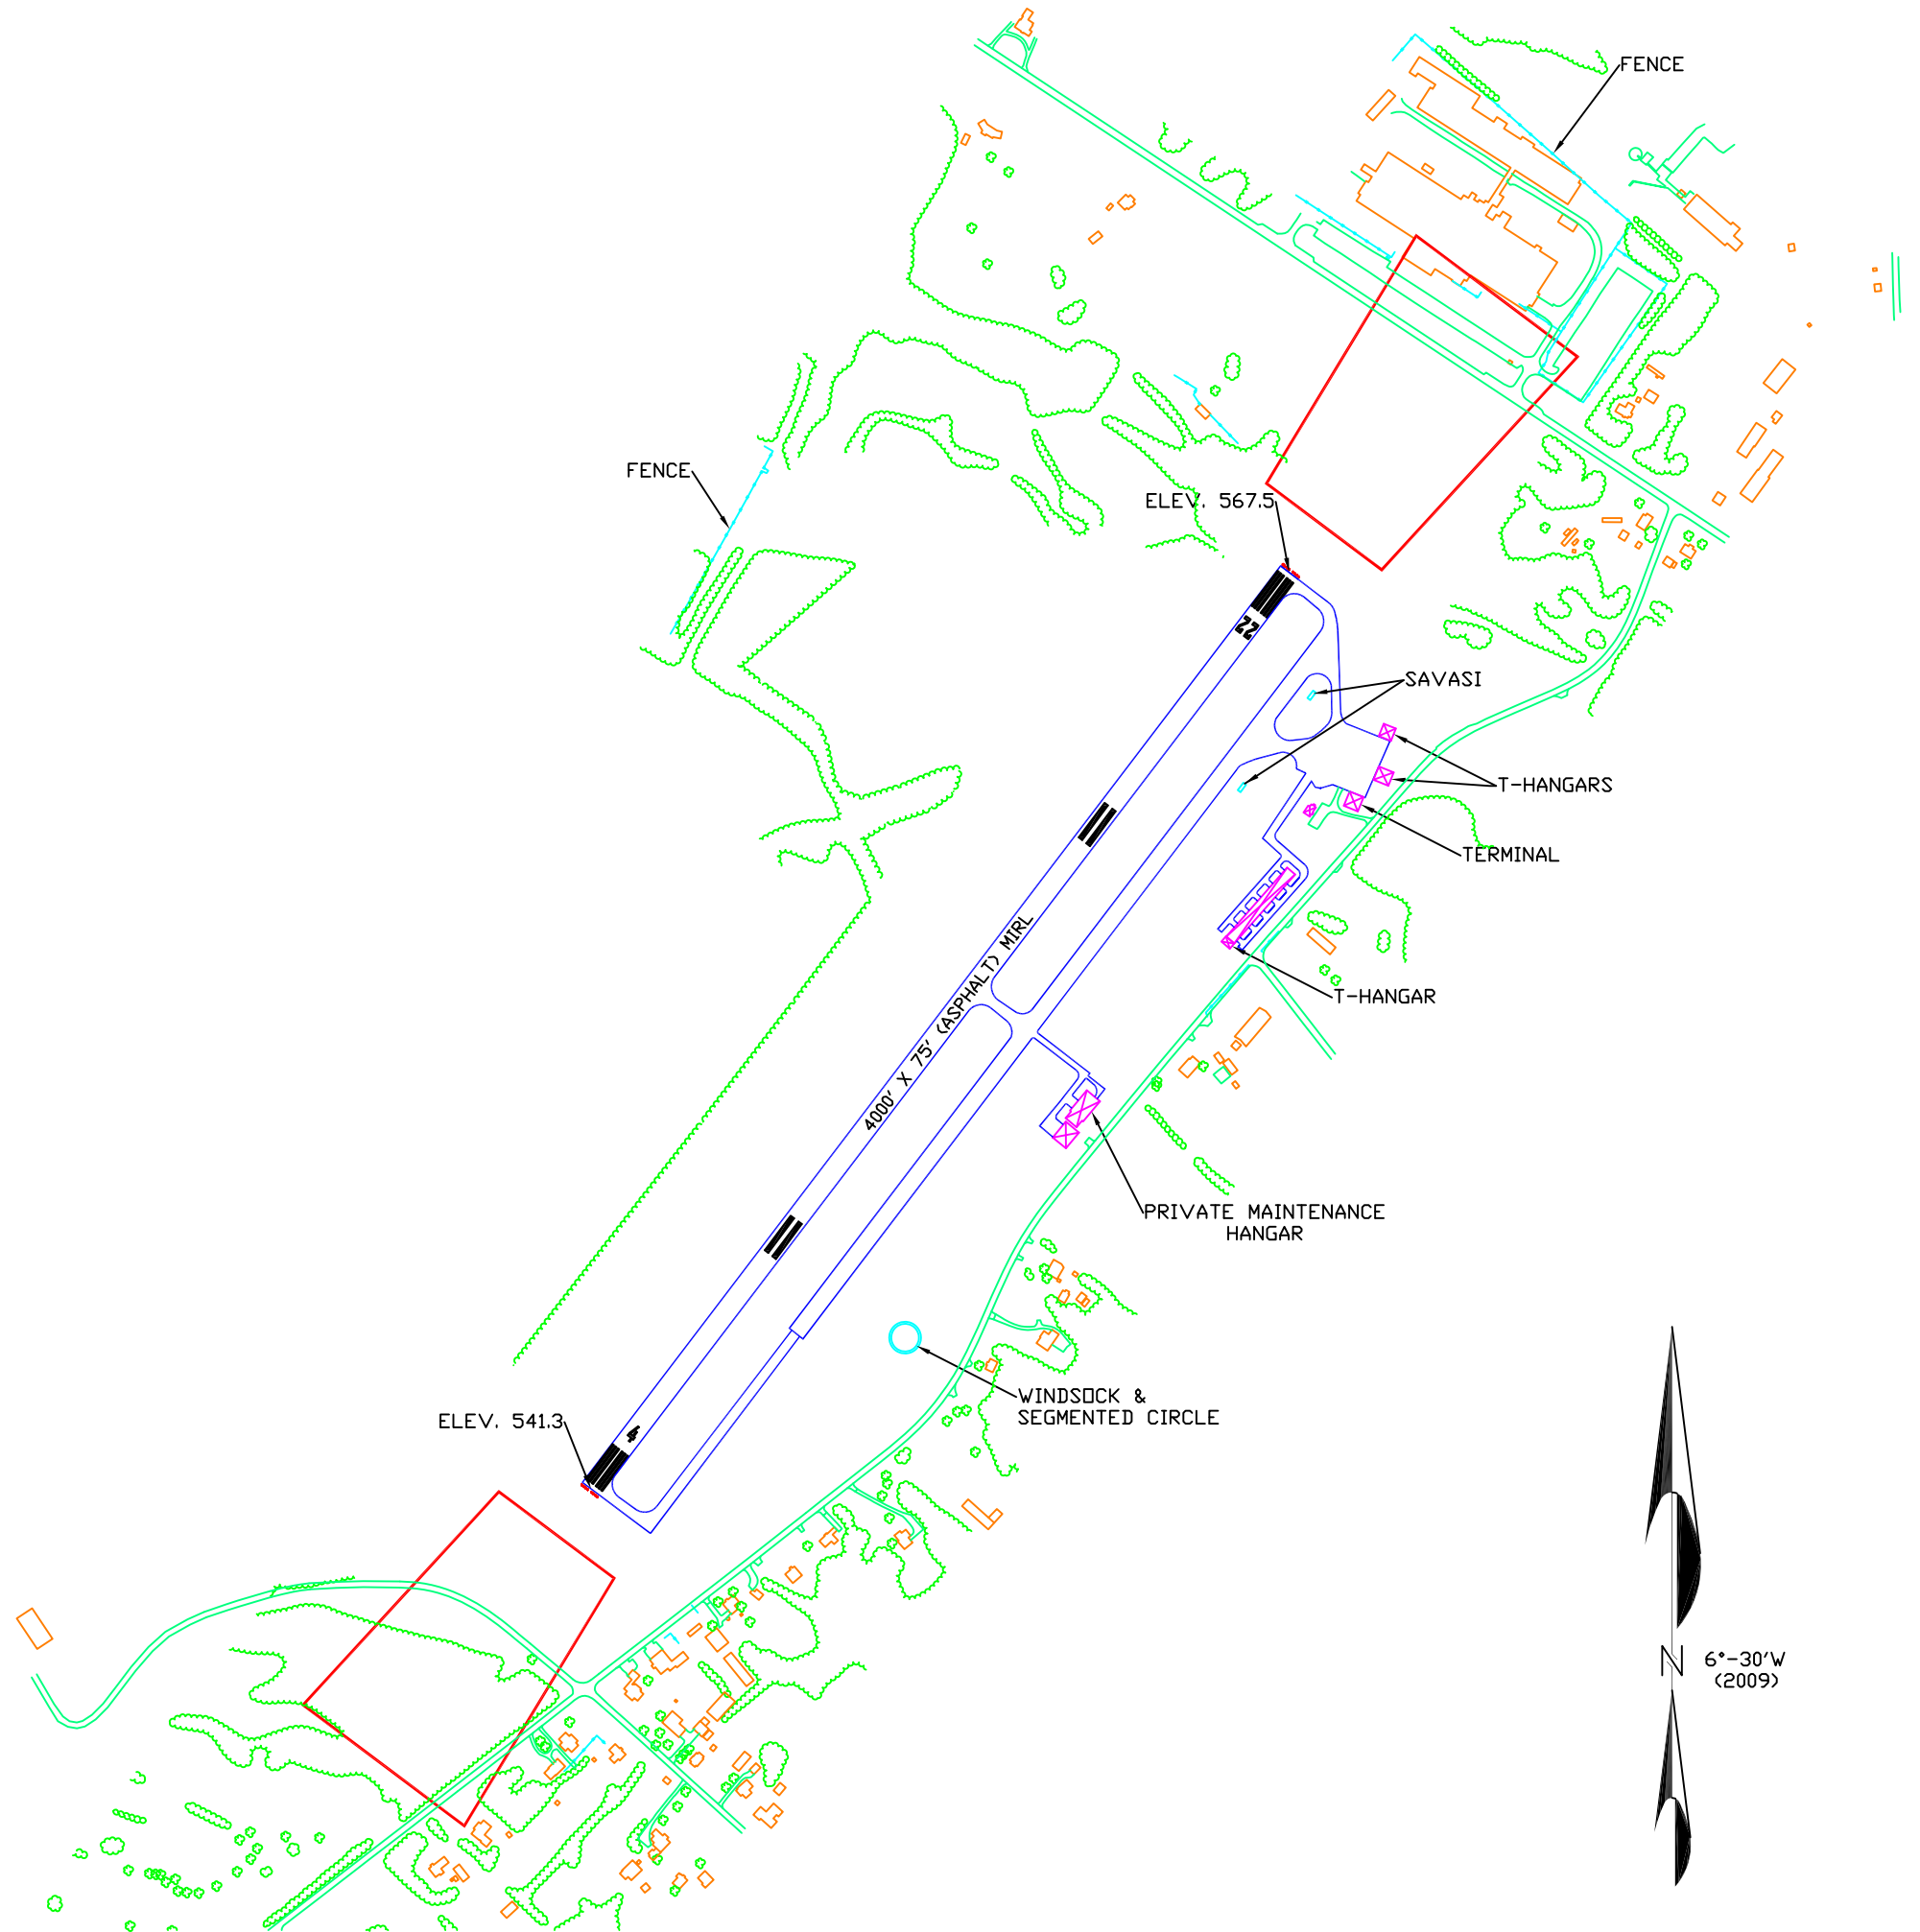 FENCE
FENCE
ELEV. 567.5
22
SAVASI
T-HANGARS
TERMINAL
4000' X 75' (ASPHALT) MIRL
T-HANGAR
PRIVATE MAINTENANCE
HANGAR
WINDSOCK &
SEGMENTED CIRCLE
ELEV. 541.3
4
N
6°-30'W
(2009)